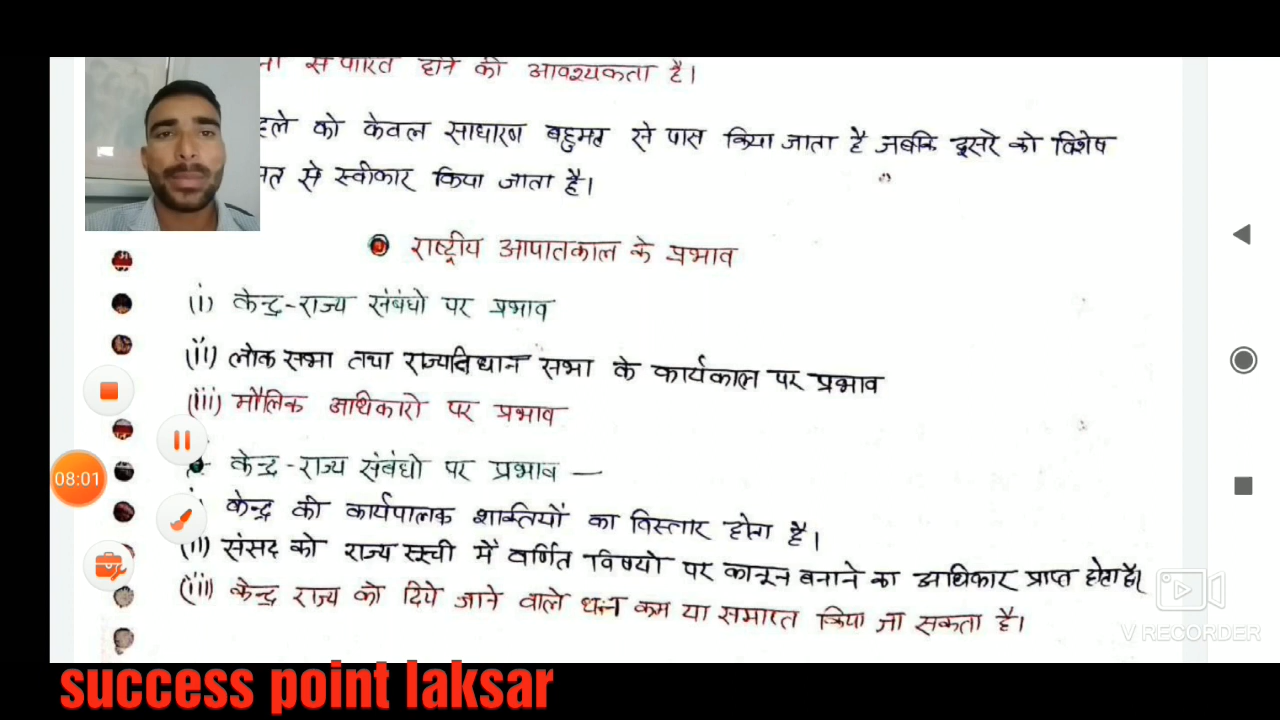 से पारित होने की आवश्यकता है।
हले को केवल साधारण बहुमत से पास किया जाता है जबकि दूसरे को विशेष
मत से स्वीकार किया जाता है।
राष्ट्रीय आपातकाल के प्रभाव
(i) केन्द्र-राज्य संबंधो पर प्रभाव
(ii) लोक सभा तथा राज्यविधान सभा के कार्यकाल पर प्रभाव
(iii) मौलिक अधिकारो पर प्रभाव
केन्द्र-राज्य संबंधो पर प्रभाव —
i केन्द्र की कार्यपालक शक्तियों का विस्तार होता है।
(ii) संसद को राज्य सूची में वर्णित विषयो पर कानून बनाने का अधिकार प्राप्त होता है।
(iii) केन्द्र राज्य को दिये जाने वाले धन कम या समाप्त किया जा सकता है।
08:01
V RECORDER
success point laksar